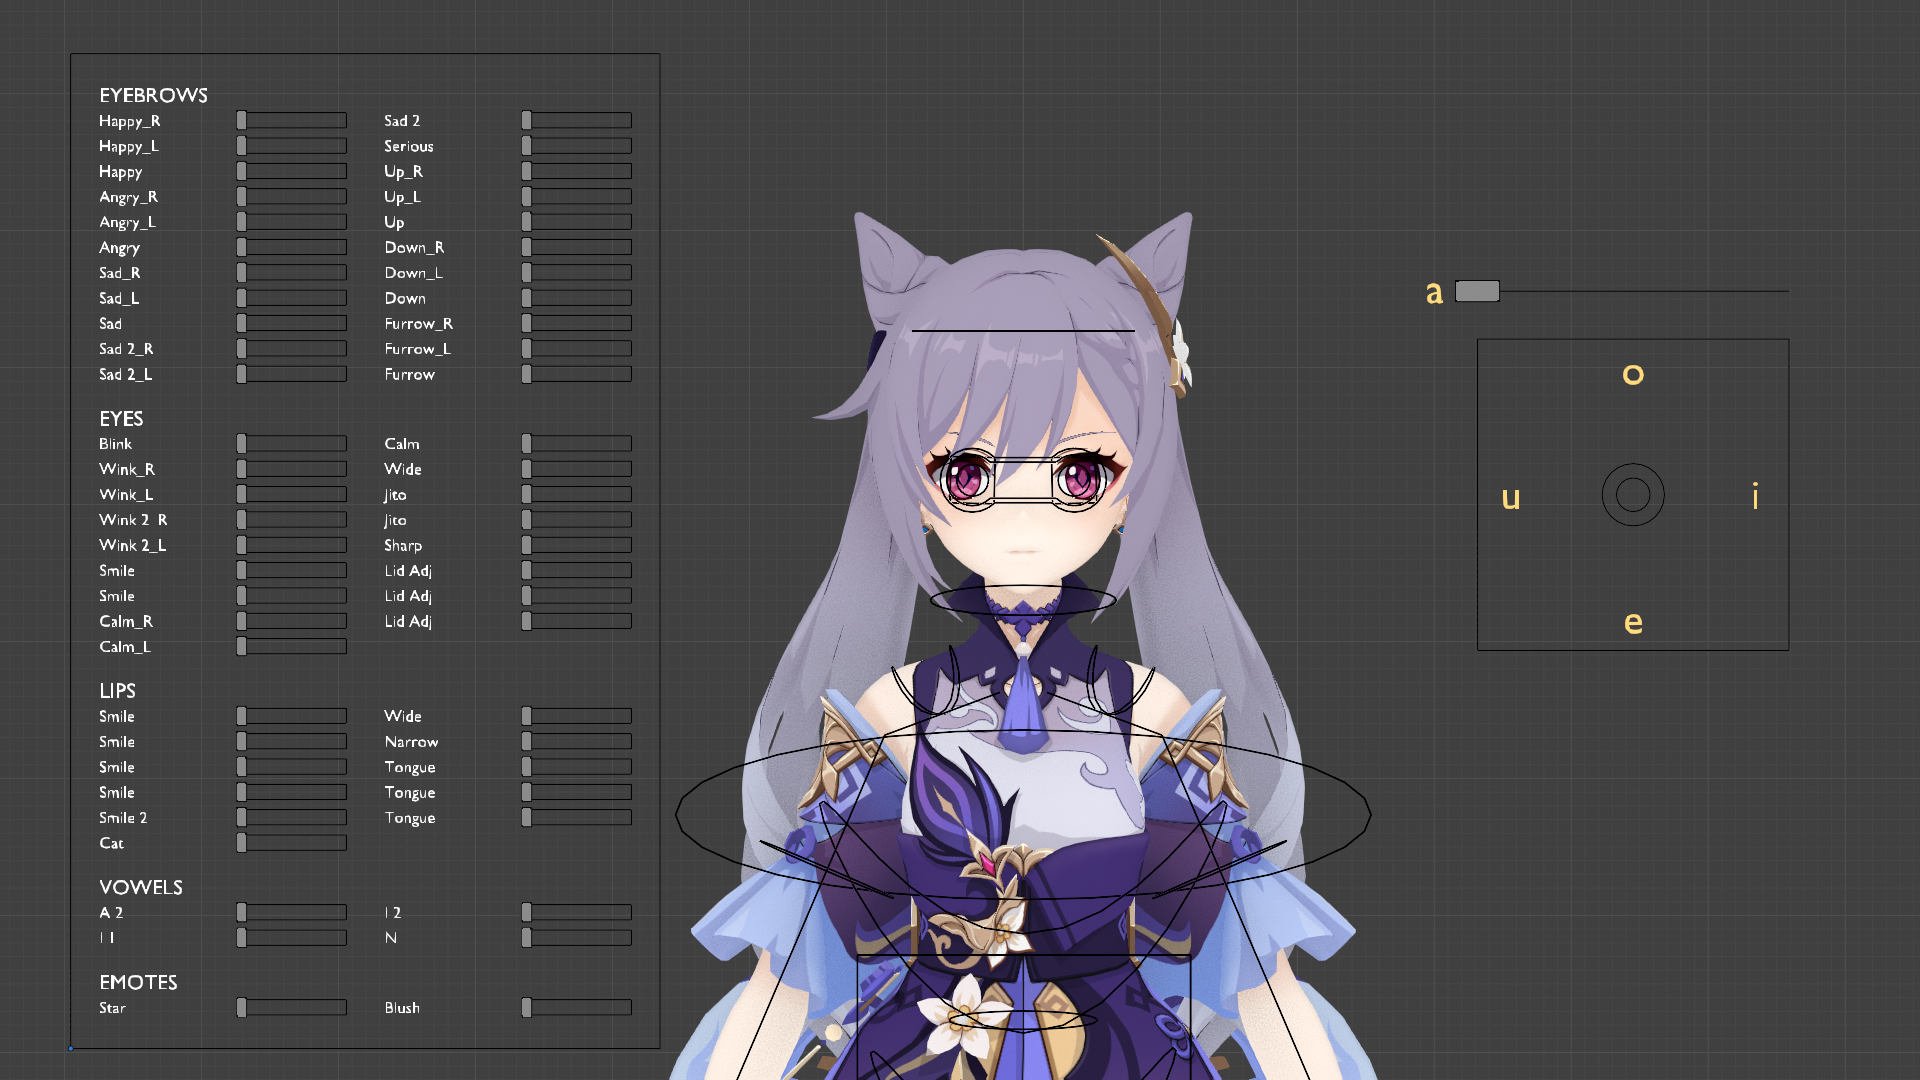 EYEBROWS
Happy_R
Happy_L
Happy
Angry_R
Angry_L
Angry
Sad_R
Sad_L
Sad
Sad 2_R
Sad 2_L
Sad 2
Serious
Up_R
Up_L
Up
Down_R
Down_L
Down
Furrow_R
Furrow_L
Furrow
EYES
Blink
Wink_R
Wink_L
Wink 2_R
Wink 2_L
Smile
Smile
Calm_R
Calm_L
Calm
Wide
Jito
Jito
Sharp
Lid Adj
Lid Adj
Lid Adj
LIPS
Smile
Smile
Smile
Smile
Smile 2
Cat
Wide
Narrow
Tongue
Tongue
Tongue
VOWELS
A 2
I I
I 2
N
EMOTES
Star
Blush
a
o
u
i
e